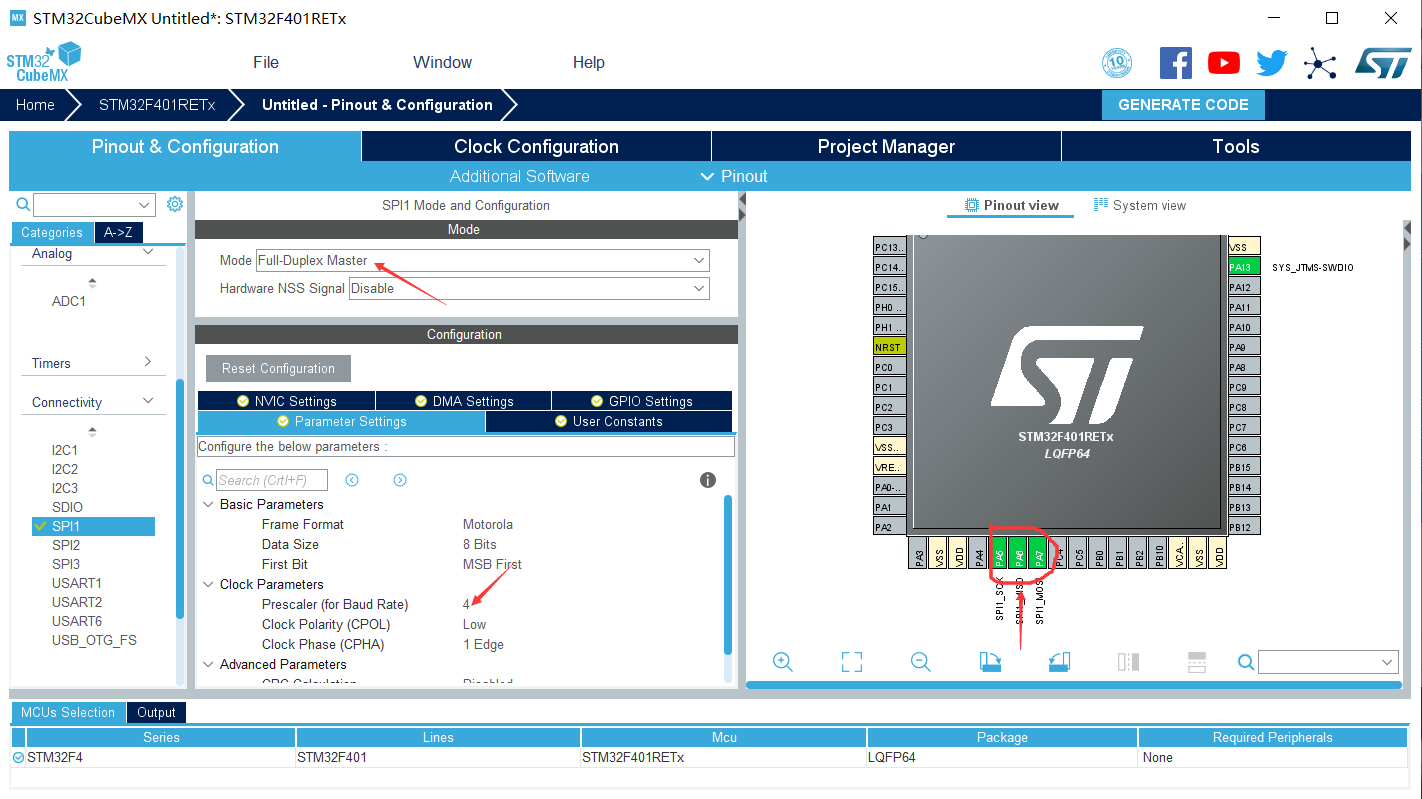 MX STM32CubeMX Untitled*: STM32F401RETx
STM32
CubeMX
File Window Help
10
Home STM32F401RETx Untitled - Pinout & Configuration GENERATE CODE
Pinout & Configuration Clock Configuration Project Manager Tools
Additional Software Pinout
Categories A->Z
Analog
ADC1
Timers
Connectivity
I2C1
I2C2
I2C3
SDIO
SPI1
SPI2
SPI3
USART1
USART2
USART6
USB_OTG_FS
SPI1 Mode and Configuration
Mode
Mode Full-Duplex Master
Hardware NSS Signal Disable
Configuration
Reset Configuration
NVIC Settings DMA Settings GPIO Settings
Parameter Settings User Constants
Configure the below parameters :
Search (Crtl+F)
Basic Parameters
Frame Format Motorola
Data Size 8 Bits
First Bit MSB First
Clock Parameters
Prescaler (for Baud Rate) 4
Clock Polarity (CPOL) Low
Clock Phase (CPHA) 1 Edge
Advanced Parameters
CRC Calculation Disabled
Pinout view System view
PC13..
PC14..
PC15..
PH0 ..
PH1 ..
NRST
PC0
PC1
PC2
PC3
VSS..
VRE..
PA0-..
PA1
PA2
ST
STM32F401RETx
LQFP64
VSS
PA13 SYS_JTMS-SWDIO
PA12
PA11
PA10
PA9
PA8
PC9
PC8
PC7
PC6
PB15
PB14
PB13
PB12
PA3 VSS VDD PA4 PA5 PA6 PA7 PC4 PC5 PB0 PB1 PB2 PB10 VCA.. VSS VDD
SPI1_SCK SPI1_MISO SPI1_MOSI
MCUs Selection Output
Series Lines Mcu Package Required Peripherals
STM32F4 STM32F401 STM32F401RETx LQFP64 None